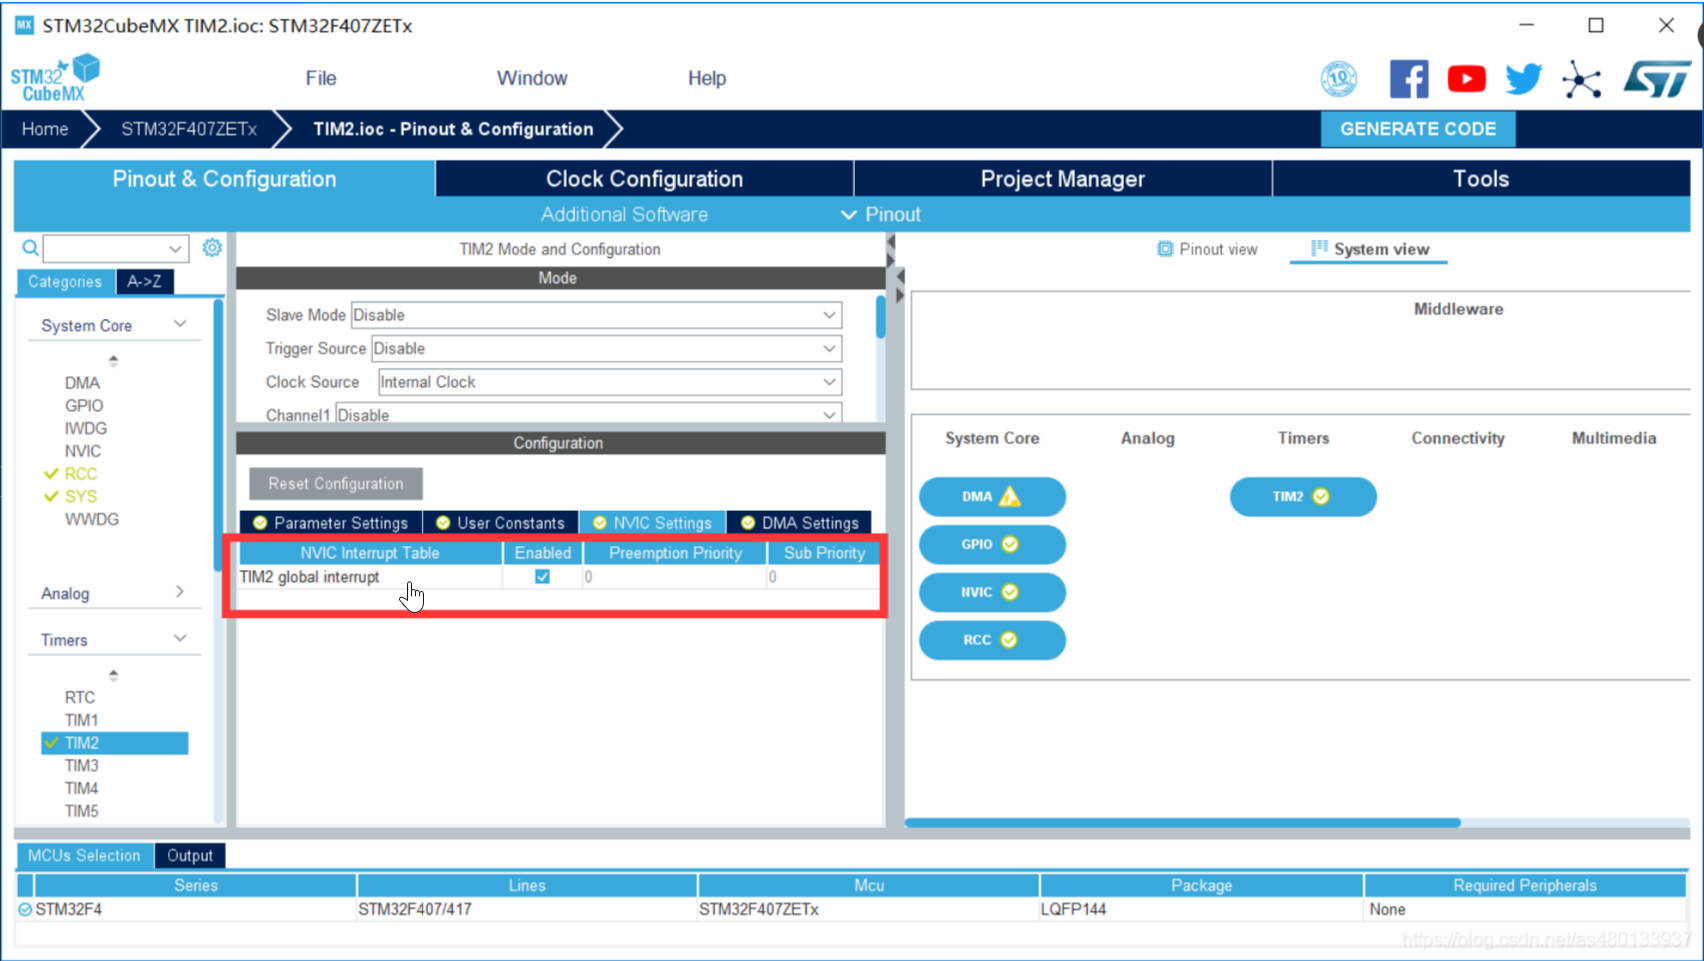 MX STM32CubeMX TIM2.ioc: STM32F407ZETx
STM32
CubeMX
File Window Help
10
ST
Home STM32F407ZETx TIM2.ioc - Pinout & Configuration GENERATE CODE
Pinout & Configuration Clock Configuration Project Manager Tools
Additional Software Pinout
Categories A->Z
System Core
DMA
GPIO
IWDG
NVIC
RCC
SYS
WWDG
Analog
Timers
RTC
TIM1
TIM2
TIM3
TIM4
TIM5
TIM2 Mode and Configuration
Mode
Slave Mode Disable
Trigger Source Disable
Clock Source Internal Clock
Channel1 Disable
Configuration
Reset Configuration
Parameter Settings User Constants NVIC Settings DMA Settings
NVIC Interrupt Table Enabled Preemption Priority Sub Priority
TIM2 global interrupt 0 0
Pinout view System view
Middleware
System Core Analog Timers Connectivity Multimedia
DMA TIM2
GPIO
NVIC
RCC
MCUs Selection Output
Series Lines Mcu Package Required Peripherals
STM32F4 STM32F407/417 STM32F407ZETx LQFP144 None
https://blog.csdn.net/as480133937